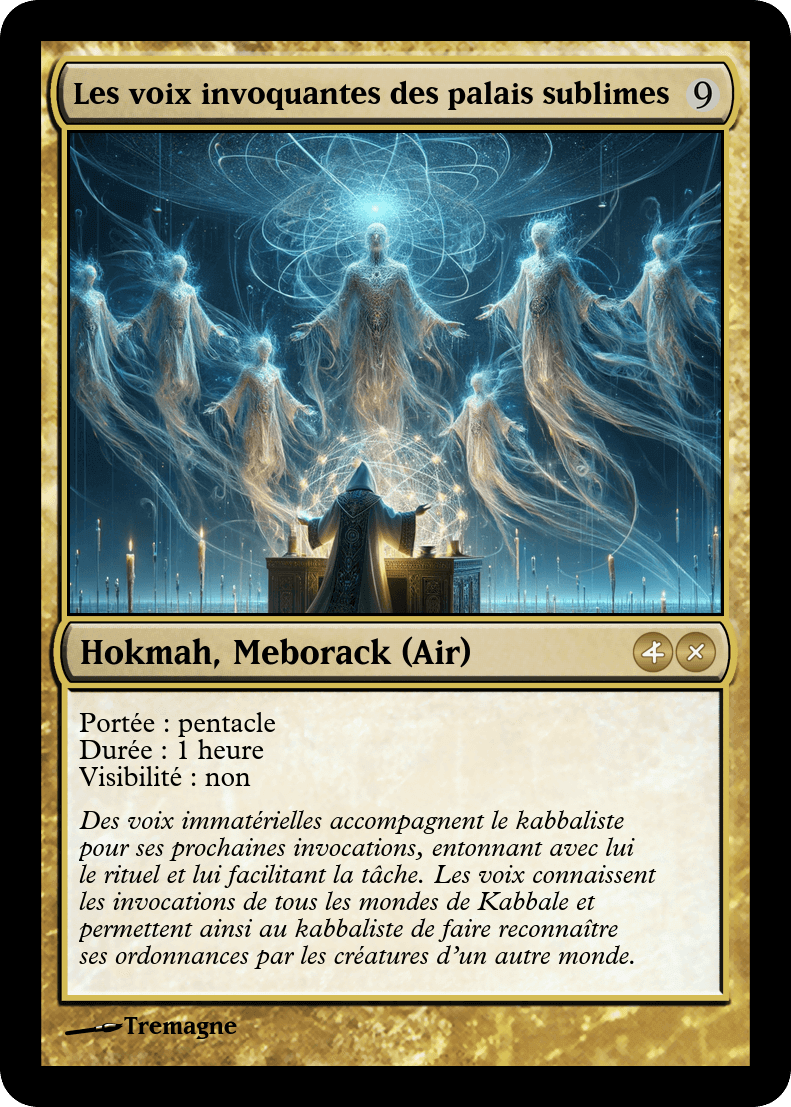 Les voix invoquantes des palais sublimes 9
Hokmah, Meborack (Air)
Portée : pentacle
Durée : 1 heure
Visibilité : non
Des voix immatérielles accompagnent le kabbaliste
pour ses prochaines invocations, entonnant avec lui
le rituel et lui facilitant la tâche. Les voix connaissent
les invocations de tous les mondes de Kabbale et
permettent ainsi au kabbaliste de faire reconnaître
ses ordonnances par les créatures d'un autre monde.
Tremagne